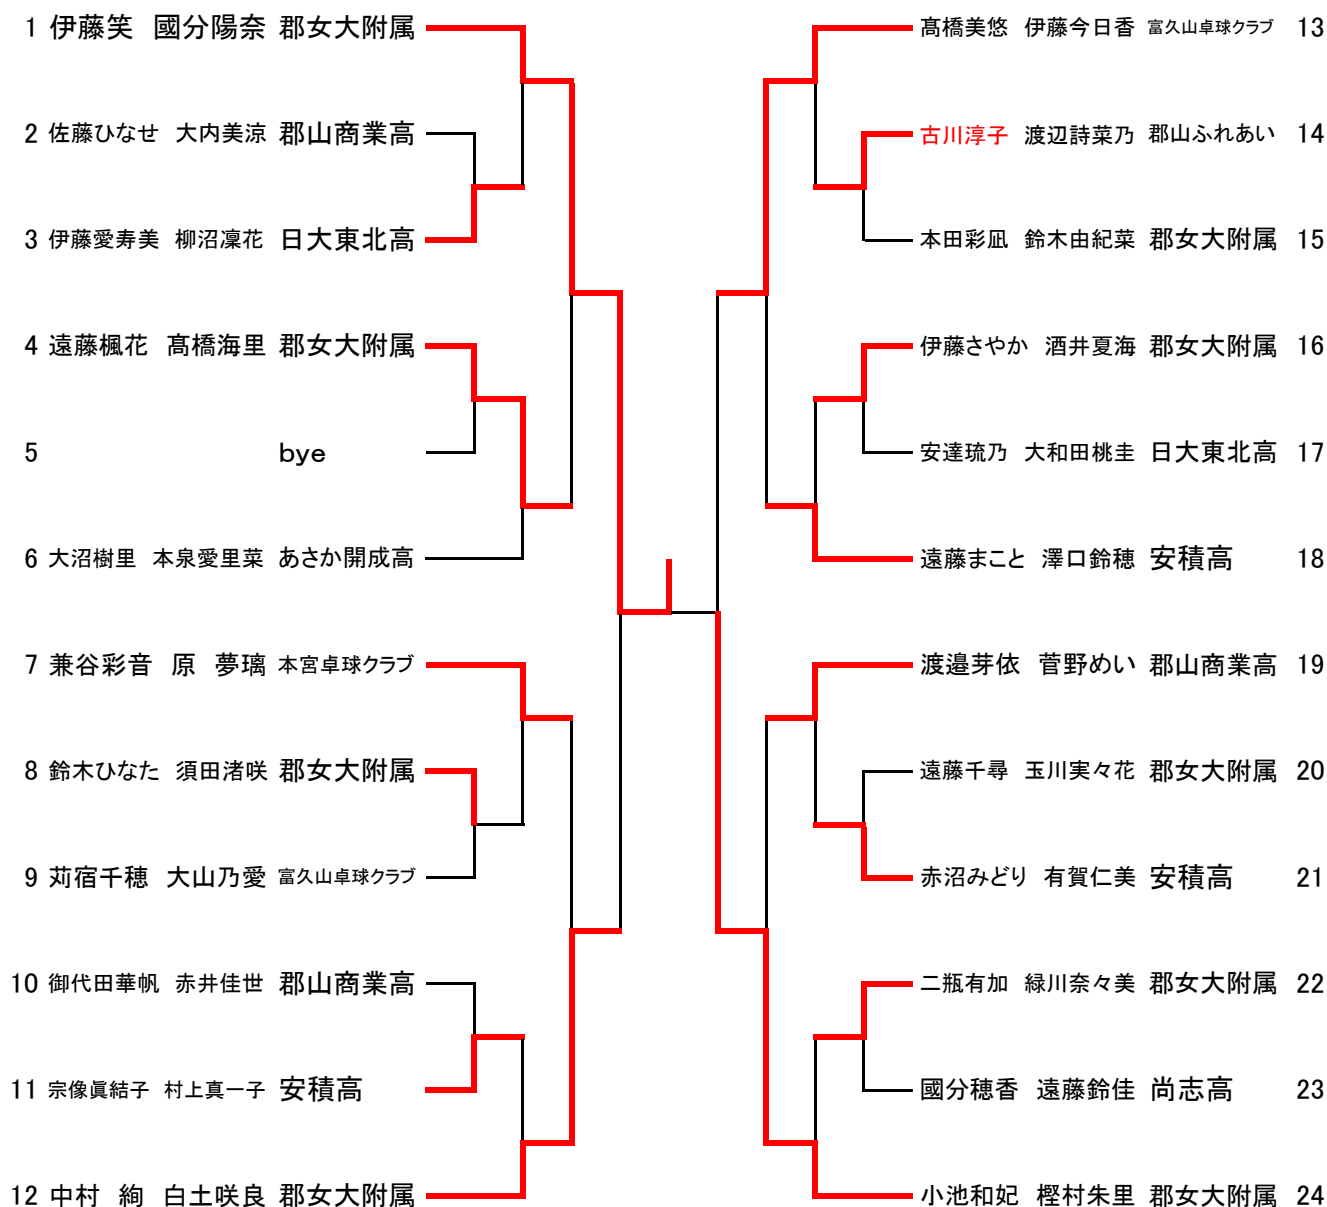 1 伊藤笑 國分陽奈 郡女大附属
2 佐藤ひなせ 大内美涼 郡山商業高
3 伊藤愛寿美 柳沼凜花 日大東北高
4 遠藤楓花 髙橋海里 郡女大附属
5 bye
6 大沼樹里 本泉愛里菜 あさか開成高
7 兼谷彩音 原 夢璃 本宮卓球クラブ
8 鈴木ひなた 須田渚咲 郡女大附属
9 苅宿千穂 大山乃愛 富久山卓球クラブ
10 御代田華帆 赤井佳世 郡山商業高
11 宗像眞結子 村上真一子 安積高
12 中村 絢 白土咲良 郡女大附属
髙橋美悠 伊藤今日香 富久山卓球クラブ 13
古川淳子 渡辺詩菜乃 郡山ふれあい 14
本田彩凪 鈴木由紀菜 郡女大附属 15
伊藤さやか 酒井夏海 郡女大附属 16
安達琉乃 大和田桃圭 日大東北高 17
遠藤まこと 澤口鈴穂 安積高 18
渡邉芽依 菅野めい 郡山商業高 19
遠藤千尋 玉川実々花 郡女大附属 20
赤沼みどり 有賀仁美 安積高 21
二瓶有加 緑川奈々美 郡女大附属 22
國分穂香 遠藤鈴佳 尚志高 23
小池和妃 樫村朱里 郡女大附属 24